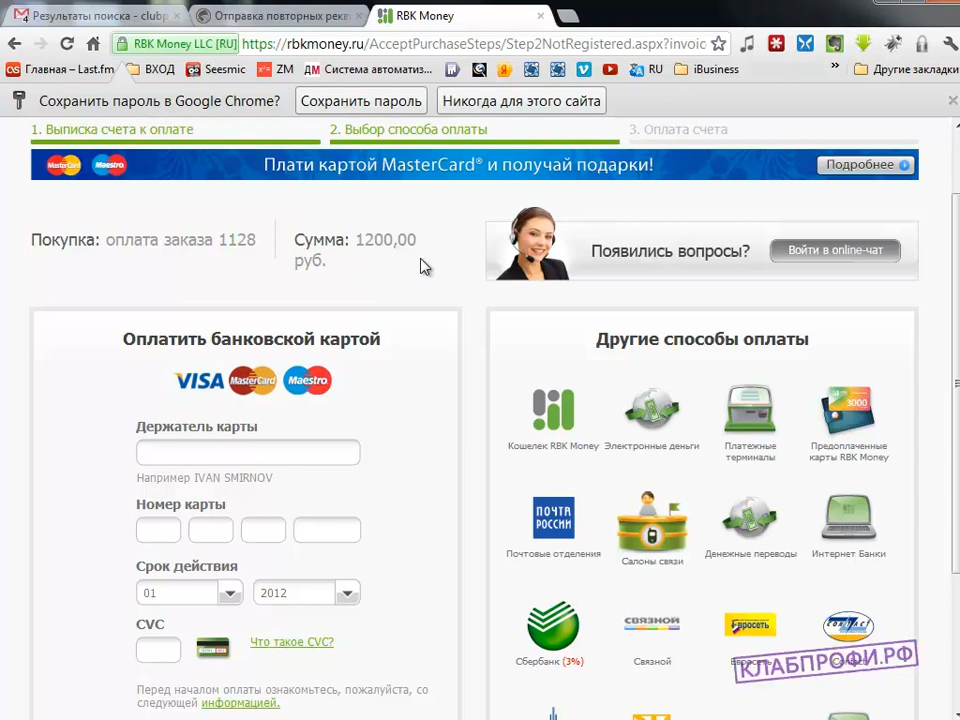 Результаты поиска - clubp
Отправка повторных рекв
RBK Money
RBK Money LLC [RU]
https://rbkmoney.ru/AcceptPurchaseSteps/Step2NotRegistered.aspx?invoic
Главная – Last.fm
ВХОД
Seesmic
ZM
Система автоматиз...
RU
iBusiness
»
Другие закладки
Сохранить пароль в Google Chrome?
Сохранить пароль
Никогда для этого сайта
1. Выписка счета к оплате
2. Выбор способа оплаты
3. Оплата счета
MasterCard
Maestro
Плати картой MasterCard® и получай подарки!
Подробнее
Покупка: оплата заказа 1128
Сумма: 1200,00
руб.
Появились вопросы?
Войти в online-чат
Оплатить банковской картой
VISA MasterCard Maestro
Держатель карты
Например IVAN SMIRNOV
Номер карты
Срок действия
01
2012
CVC
Что такое CVC?
Перед началом оплаты ознакомьтесь, пожалуйста, со
следующей информацией.
Другие способы оплаты
Кошелек RBK Money
Электронные деньги
Платежные
терминалы
3000
Предоплаченные
карты RBK Money
ПОЧТА
РОССИИ
Почтовые отделения
Салоны связи
Денежные переводы
Интернет Банки
Сбербанк (3%)
СВЯЗНОЙ
Связной
Евросеть
КЛАБПРОФИ.РФ